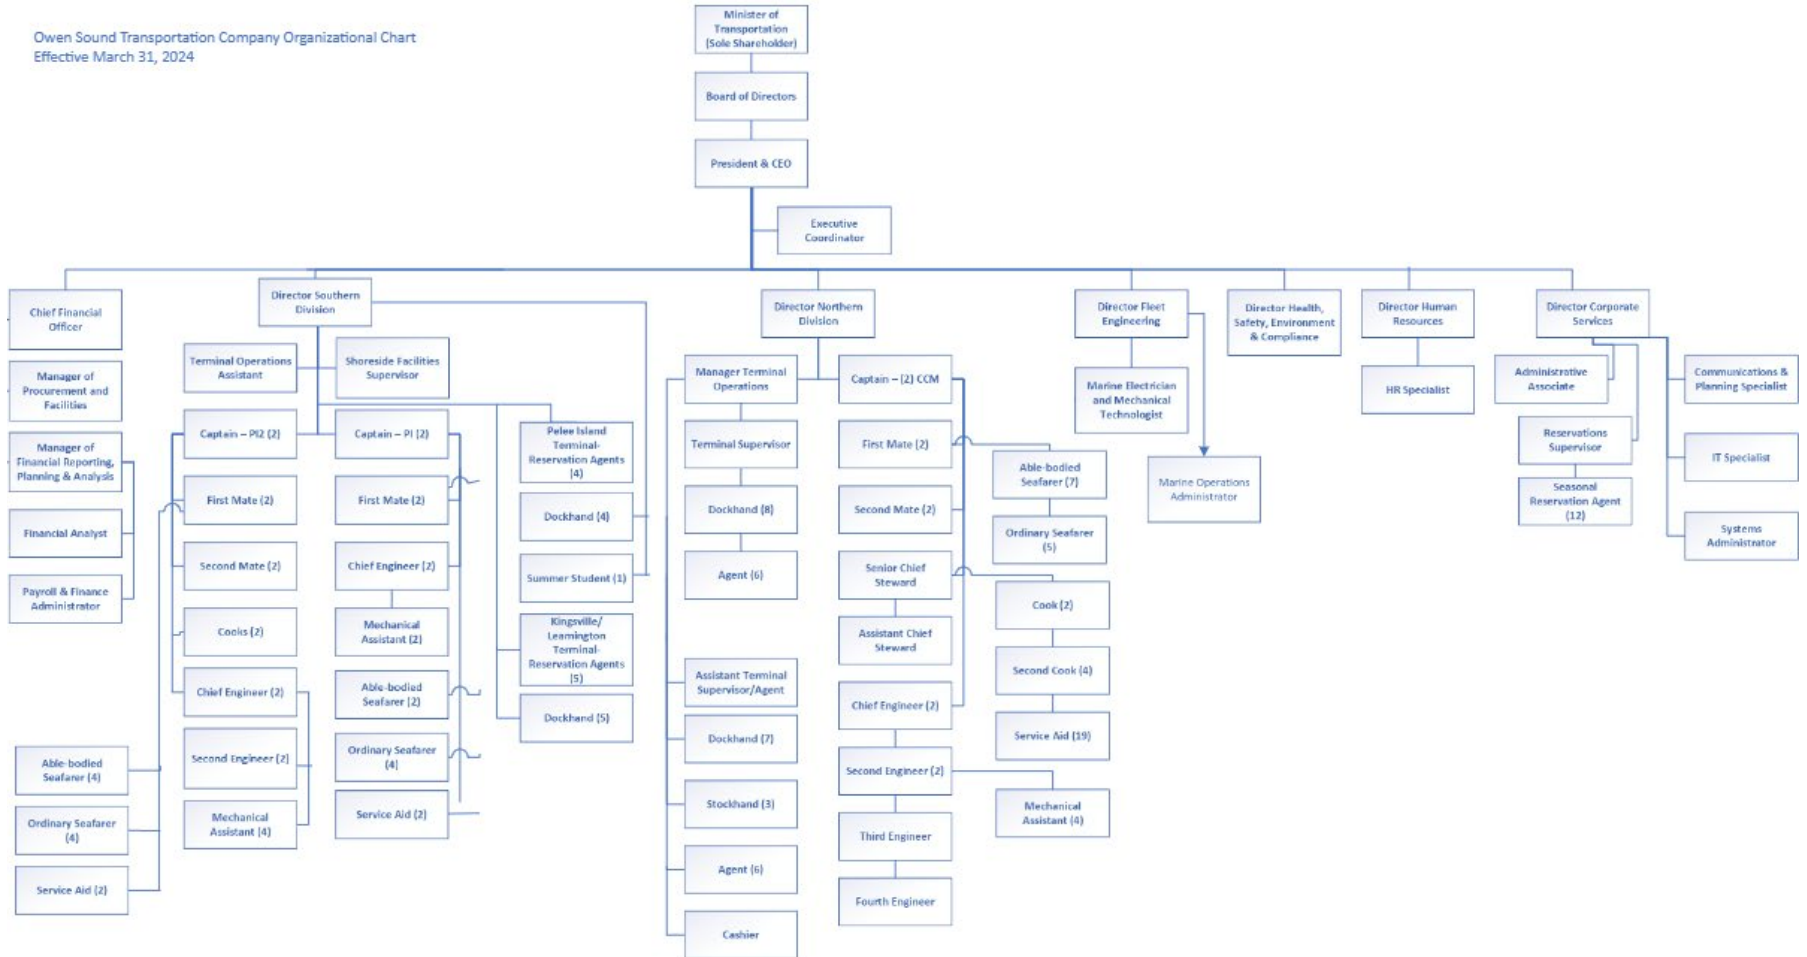 Owen Sound Transportation Company Organizational Chart
Effective March 31, 2024
Minister of
Transportation
(Sole Shareholder)
Board of Directors
President & CEO
Executive
Coordinator
Chief Financial
Officer
Manager of
Procurement and
Facilities
Manager of
Financial Reporting,
Planning & Analysis
Financial Analyst
Payroll & Finance
Administrator
Director Southern
Division
Terminal Operations
Assistant
Shoreside Facilities
Supervisor
Captain – PI2 (2)
First Mate (2)
Second Mate (2)
Cooks (2)
Chief Engineer (2)
Second Engineer (2)
Mechanical
Assistant (4)
Able-bodied
Seafarer (4)
Ordinary Seafarer
(4)
Service Aid (2)
Captain – PI (2)
First Mate (2)
Chief Engineer (2)
Mechanical
Assistant (2)
Able-bodied
Seafarer (2)
Ordinary Seafarer
(4)
Service Aid (2)
Pelee Island
Terminal-
Reservation Agents
(4)
Dockhand (4)
Summer Student (1)
Kingsville/
Leamington
Terminal-
Reservation Agents
(5)
Dockhand (5)
Director Northern
Division
Manager Terminal
Operations
Terminal Supervisor
Dockhand (8)
Agent (6)
Assistant Terminal
Supervisor/Agent
Dockhand (7)
Stockhand (3)
Agent (6)
Cashier
Captain – (2) CCM
First Mate (2)
Second Mate (2)
Senior Chief
Steward
Assistant Chief
Steward
Chief Engineer (2)
Second Engineer (2)
Third Engineer
Fourth Engineer
Able-bodied
Seafarer (7)
Ordinary Seafarer
(5)
Cook (2)
Second Cook (4)
Service Aid (19)
Mechanical
Assistant (4)
Director Fleet
Engineering
Marine Electrician
and Mechanical
Technologist
Marine Operations
Administrator
Director Health,
Safety, Environment
& Compliance
Director Human
Resources
HR Specialist
Director Corporate
Services
Administrative
Associate
Reservations
Supervisor
Seasonal
Reservation Agent
(12)
Communications &
Planning Specialist
IT Specialist
Systems
Administrator